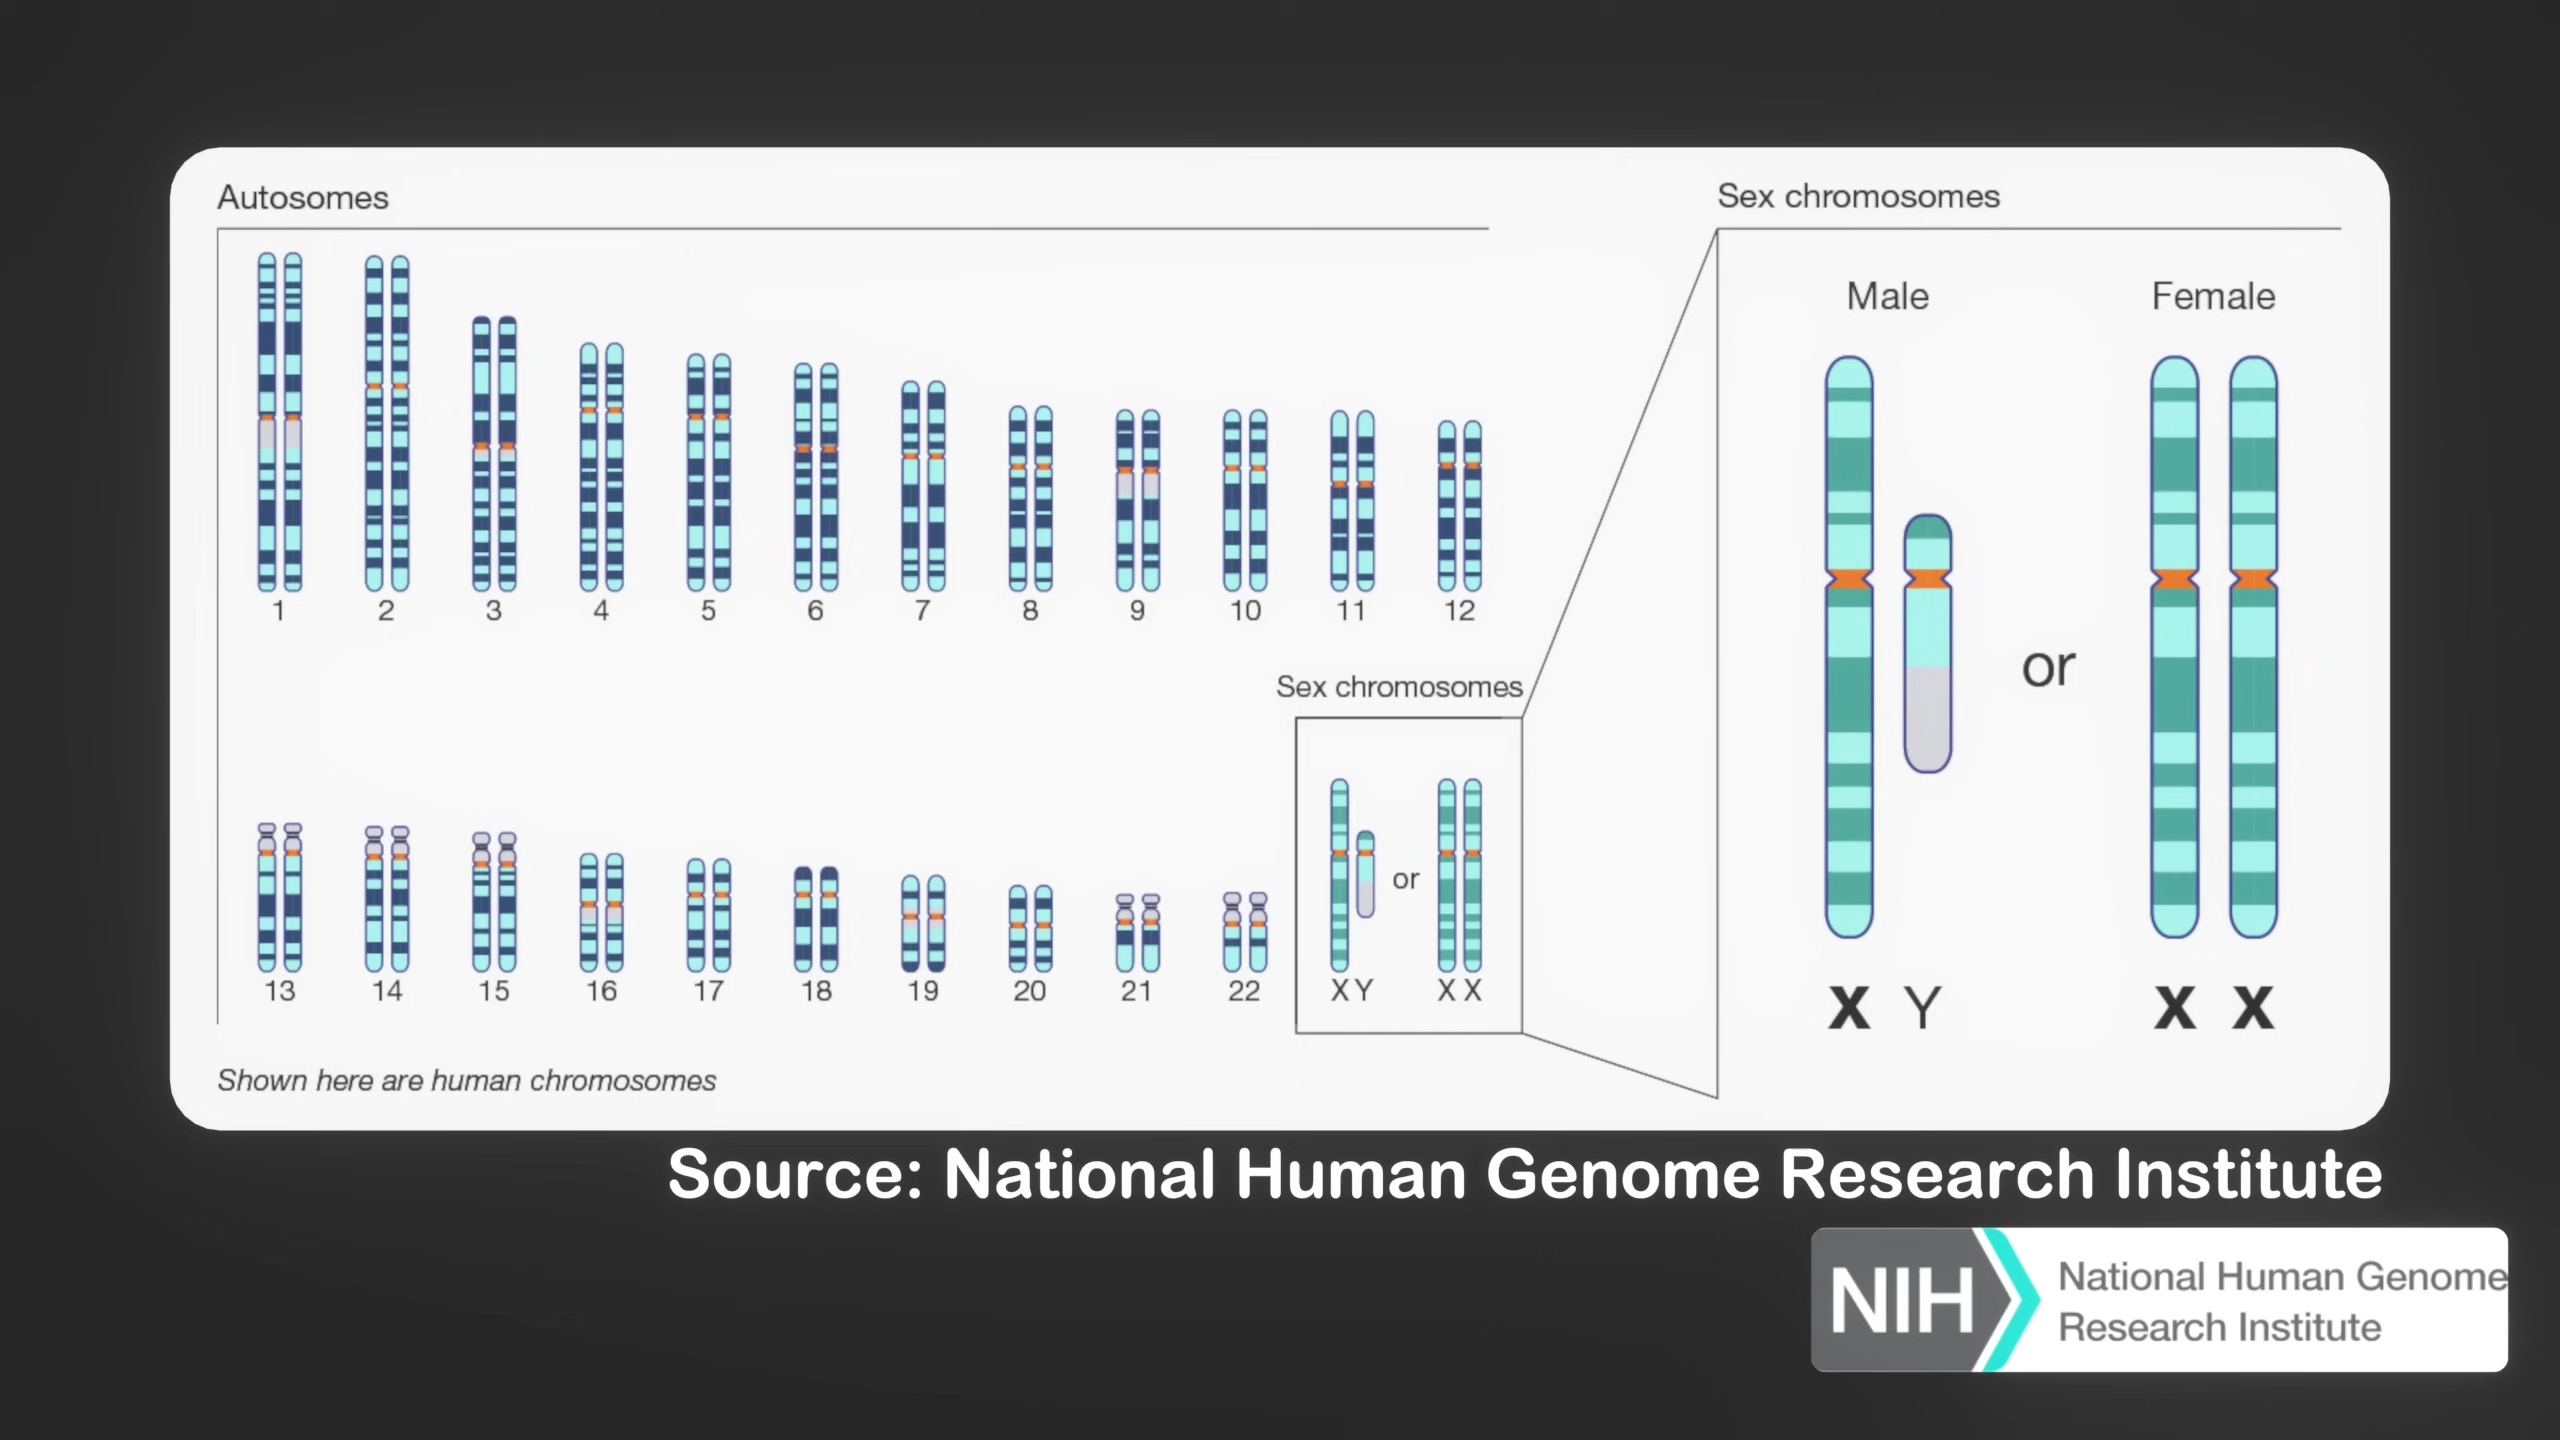 Autosomes
1 2 3 4 5 6 7 8 9 10 11 12
13 14 15 16 17 18 19 20 21 22
Sex chromosomes
or
X Y X X
Shown here are human chromosomes
Sex chromosomes
Male Female
or
X Y X X
Source: National Human Genome Research Institute
NIH
National Human Genome
Research Institute